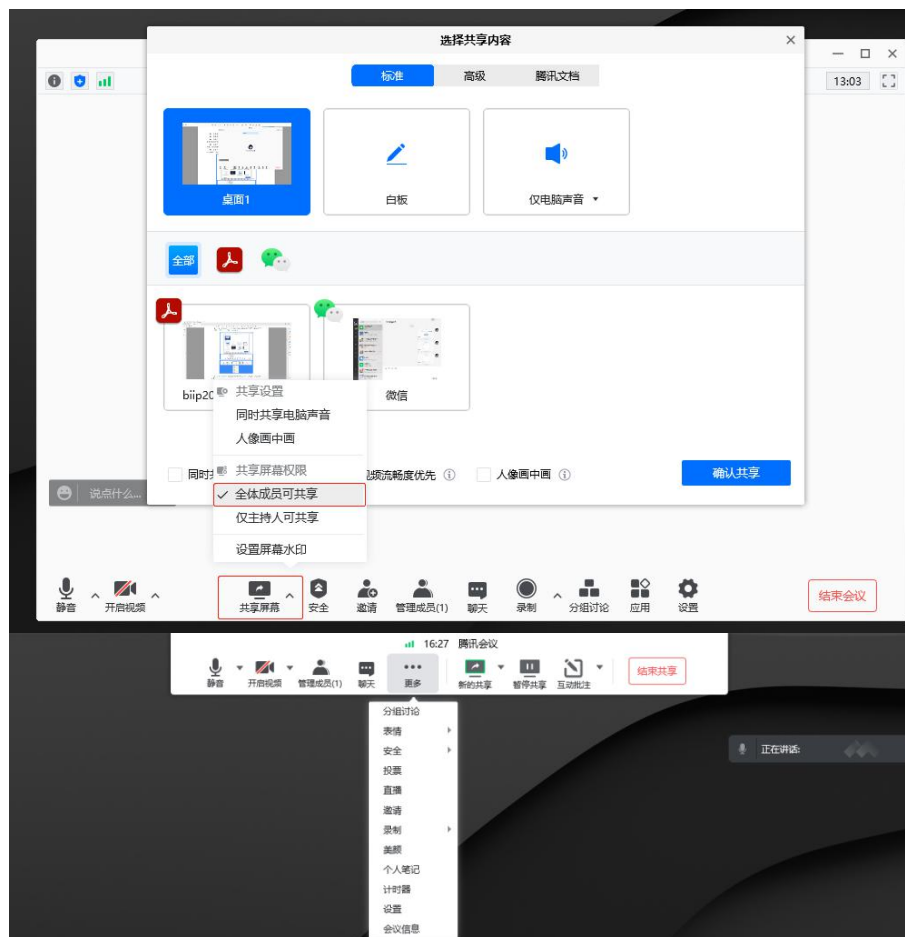 选择共享内容
标准 高级 腾讯文档
13:03
桌面1 白板 仅电脑声音
全部
biip20 微信
共享设置
同时共享电脑声音
人像画中画
共享屏幕权限
同时 视频流畅度优先 人像画中画 确认共享
全体成员可共享
说点什么...
仅主持人可共享
设置屏幕水印
静音 开启视频 共享屏幕 安全 邀请 管理成员(1) 聊天 录制 分组讨论 应用 设置 结束会议
16:27 腾讯会议
静音 开启视频 管理成员(1) 聊天 更多 新的共享 暂停共享 互动批注 结束共享
分组讨论
表情
安全
正在讲话:
投票
直播
邀请
录制
美颜
个人笔记
计时器
设置
会议信息